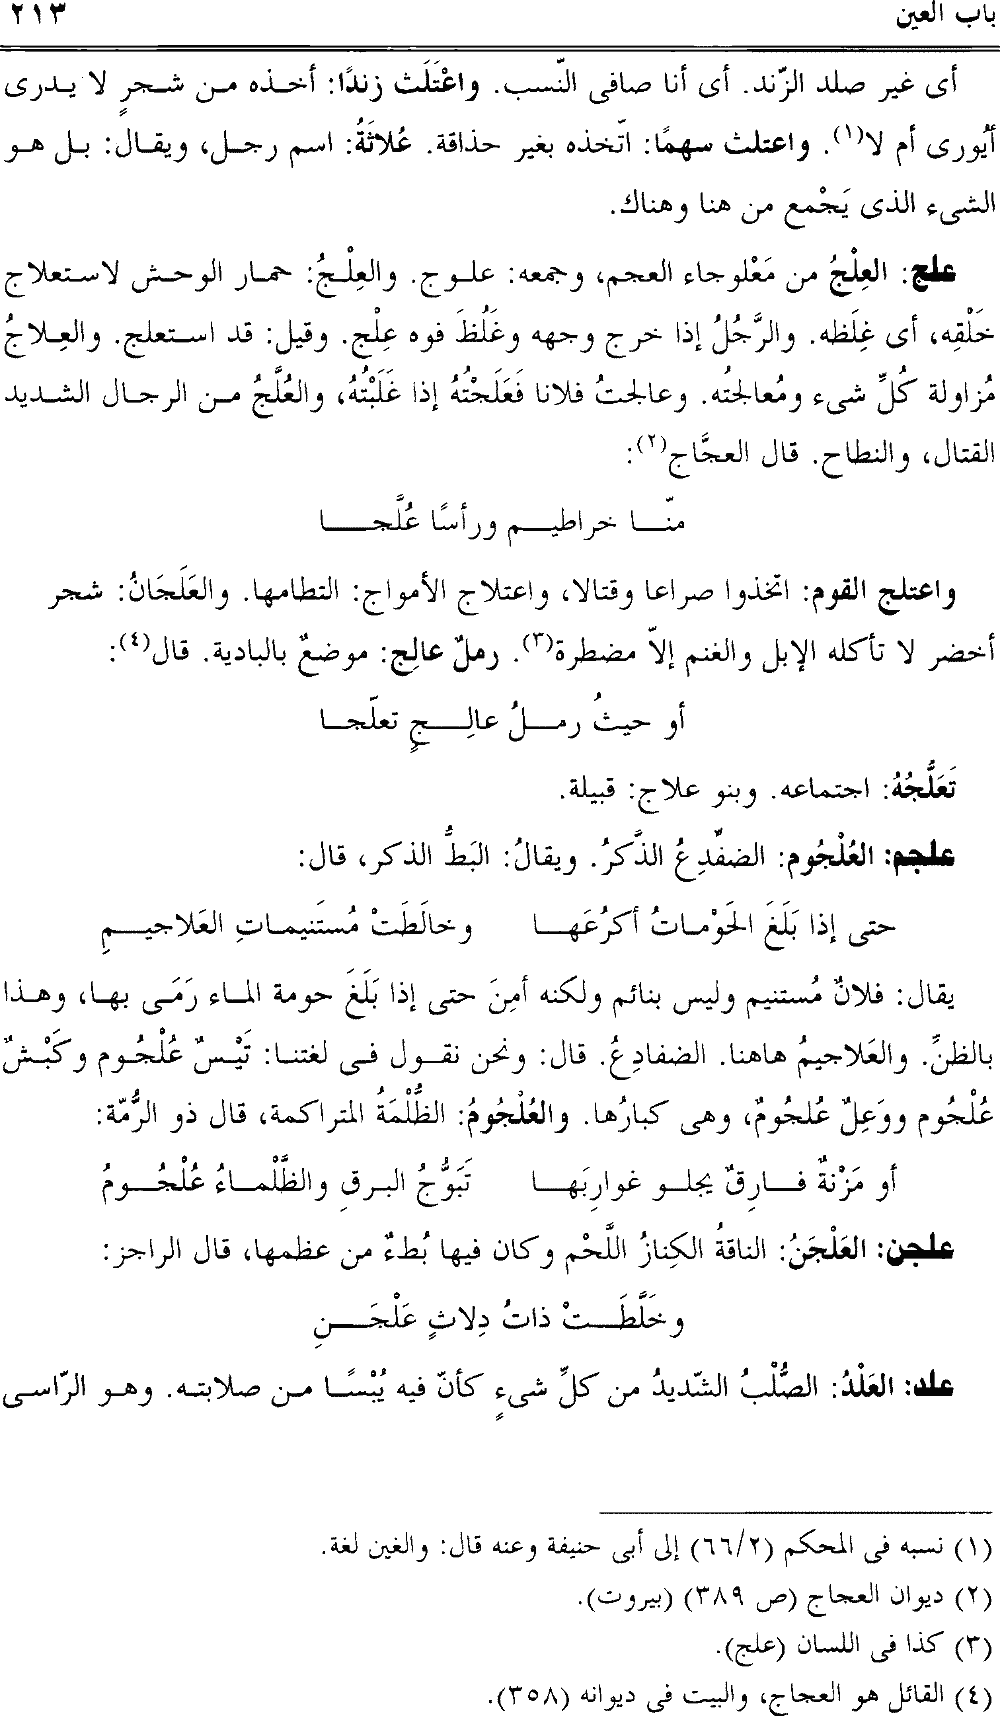 باب العين ٢١٣
أى غير صلد الزّند. أى أنا صافى النّسب. واعْتَلَث زندًا: أخذه من شجرٍ لا يدرى
أيُورى أم لا(١). واعتلث سهمًا: اتّخذه بغير حذاقة. عُلاثَةُ: اسم رجل، ويقال: بل هو
الشىء الذى يَجْمع من هنا وهناك.
علج: العِلْجُ من مَعْلوجاء العجم، وجمعه: علوج. والعِلْجُ: حمار الوحش لاستعلاج
خَلْقِه، أى غِلَظه. والرَّجُلُ إذا خرج وجهه وغَلُظَ فوه عِلْج. وقيل: قد استعلج. والعِلاجُ
مُزاولة كُلِّ شىء ومُعالجتُه. وعالجتُ فلانا فَعَلَجْتُهُ إذا غَلَبْتُهُ، والعُلَّجُ من الرجال الشديد
القتال، والنطاح. قال العجَّاج(٢):
منّا خراطيم ورأسًا عُلَّجا
واعتلج القوم: اتخذوا صراعا وقتالا، واعتلاج الأمواج: التطامها. والعَلَجَانُ: شجر
أخضر لا تأكله الإبل والغنم إلاّ مضطرة(٣). رملٌ عالِج: موضعٌ بالبادية. قال(٤):
أو حيثُ رملُ عالِجٍ تعلّجا
تَعَلُّجُهُ: اجتماعه. وبنو علاج: قبيلة.
علجم: العُلْجُوم: الضفْدِعُ الذَّكرُ. ويقالُ: البَطُّ الذكر، قال:
حتى إذا بَلَغَ الحَوْماتُ أكرُعَها وخالَطَتْ مُستَنيماتِ العَلاجيمِ
يقال: فلانٌ مُستنيم وليس بنائم ولكنه أمِنَ حتى إذا بَلَغَ حومة الماء رَمَى بها، وهذا
بالظنِّ. والعَلاجيمُ هاهنا. الضفادِعُ. قال: ونحن نقول فى لغتنا: تَيْسٌ عُلْجُوم وكَبْشٌ
عُلْجُوم ووَعِلٌ عُلجُومٌ، وهى كبارُها. والعُلْجُومُ: الظُّلْمَةُ المتراكمة، قال ذو الرُّمّة:
أو مَزْنةٌ فارِقٌ يجلو غوارِبَها تَبَوُّجُ البرقِ والظَّلْماءُ عُلْجُومُ
علجن: العَلْجَنُ: الناقةُ الكِنازُ اللَّحْم وكان فيها بُطءٌ من عظمها، قال الراجز:
وخَلَّطَتْ ذاتُ دِلاثٍ عَلْجَنِ
علد: العَلْدُ: الصُّلْبُ الشّديدُ من كلِّ شىءٍ كأنّ فيه يُبْسًا من صلابته. وهو الرّاسى
(١) نسبه فى المحكم (٦٦/٢) إلى أبى حنيفة وعنه قال: والغين لغة.
(٢) ديوان العجاج (ص ٣٨٩) (بيروت).
(٣) كذا فى اللسان (علج).
(٤) القائل هو العجاج، والبيت فى ديوانه (٣٥٨).